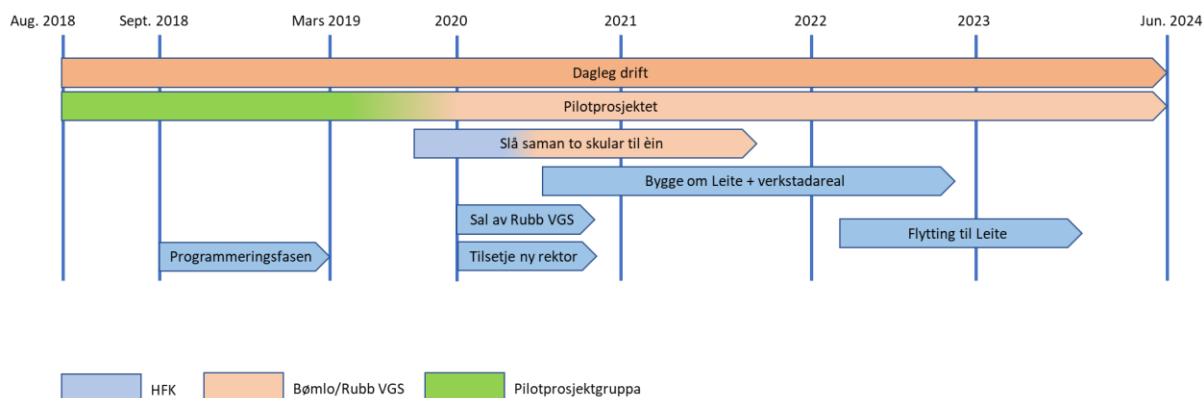 Aug. 2018 Sept. 2018 Mars 2019 2020 2021 2022 2023 Jun. 2024
Dagleg drift
Pilotprosjektet
Slå saman to skular til èin
Bygge om Leite + verkstadareal
Sal av Rubb VGS
Flytting til Leite
Programmeringsfasen
Tilsetje ny rektor
HFK
Bømlo/Rubb VGS
Pilotprosjektgruppa